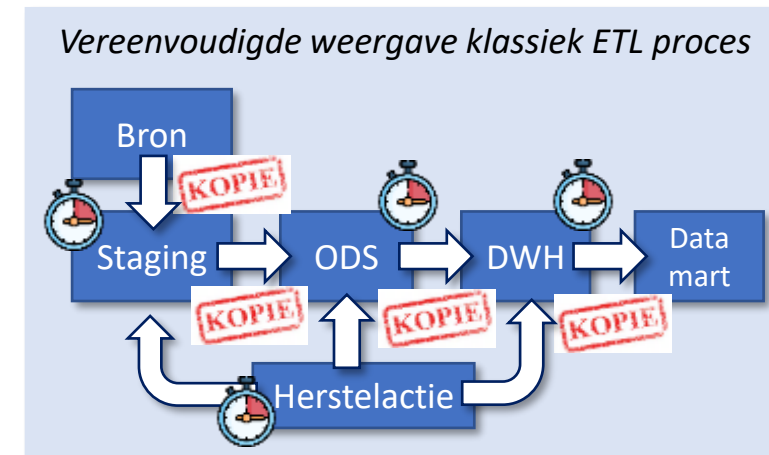 Vereenvoudigde weergave klassiek ETL proces
Bron
KOPIE
Staging
ODS
DWH
Data
mart
KOPIE
KOPIE
KOPIE
Herstelactie